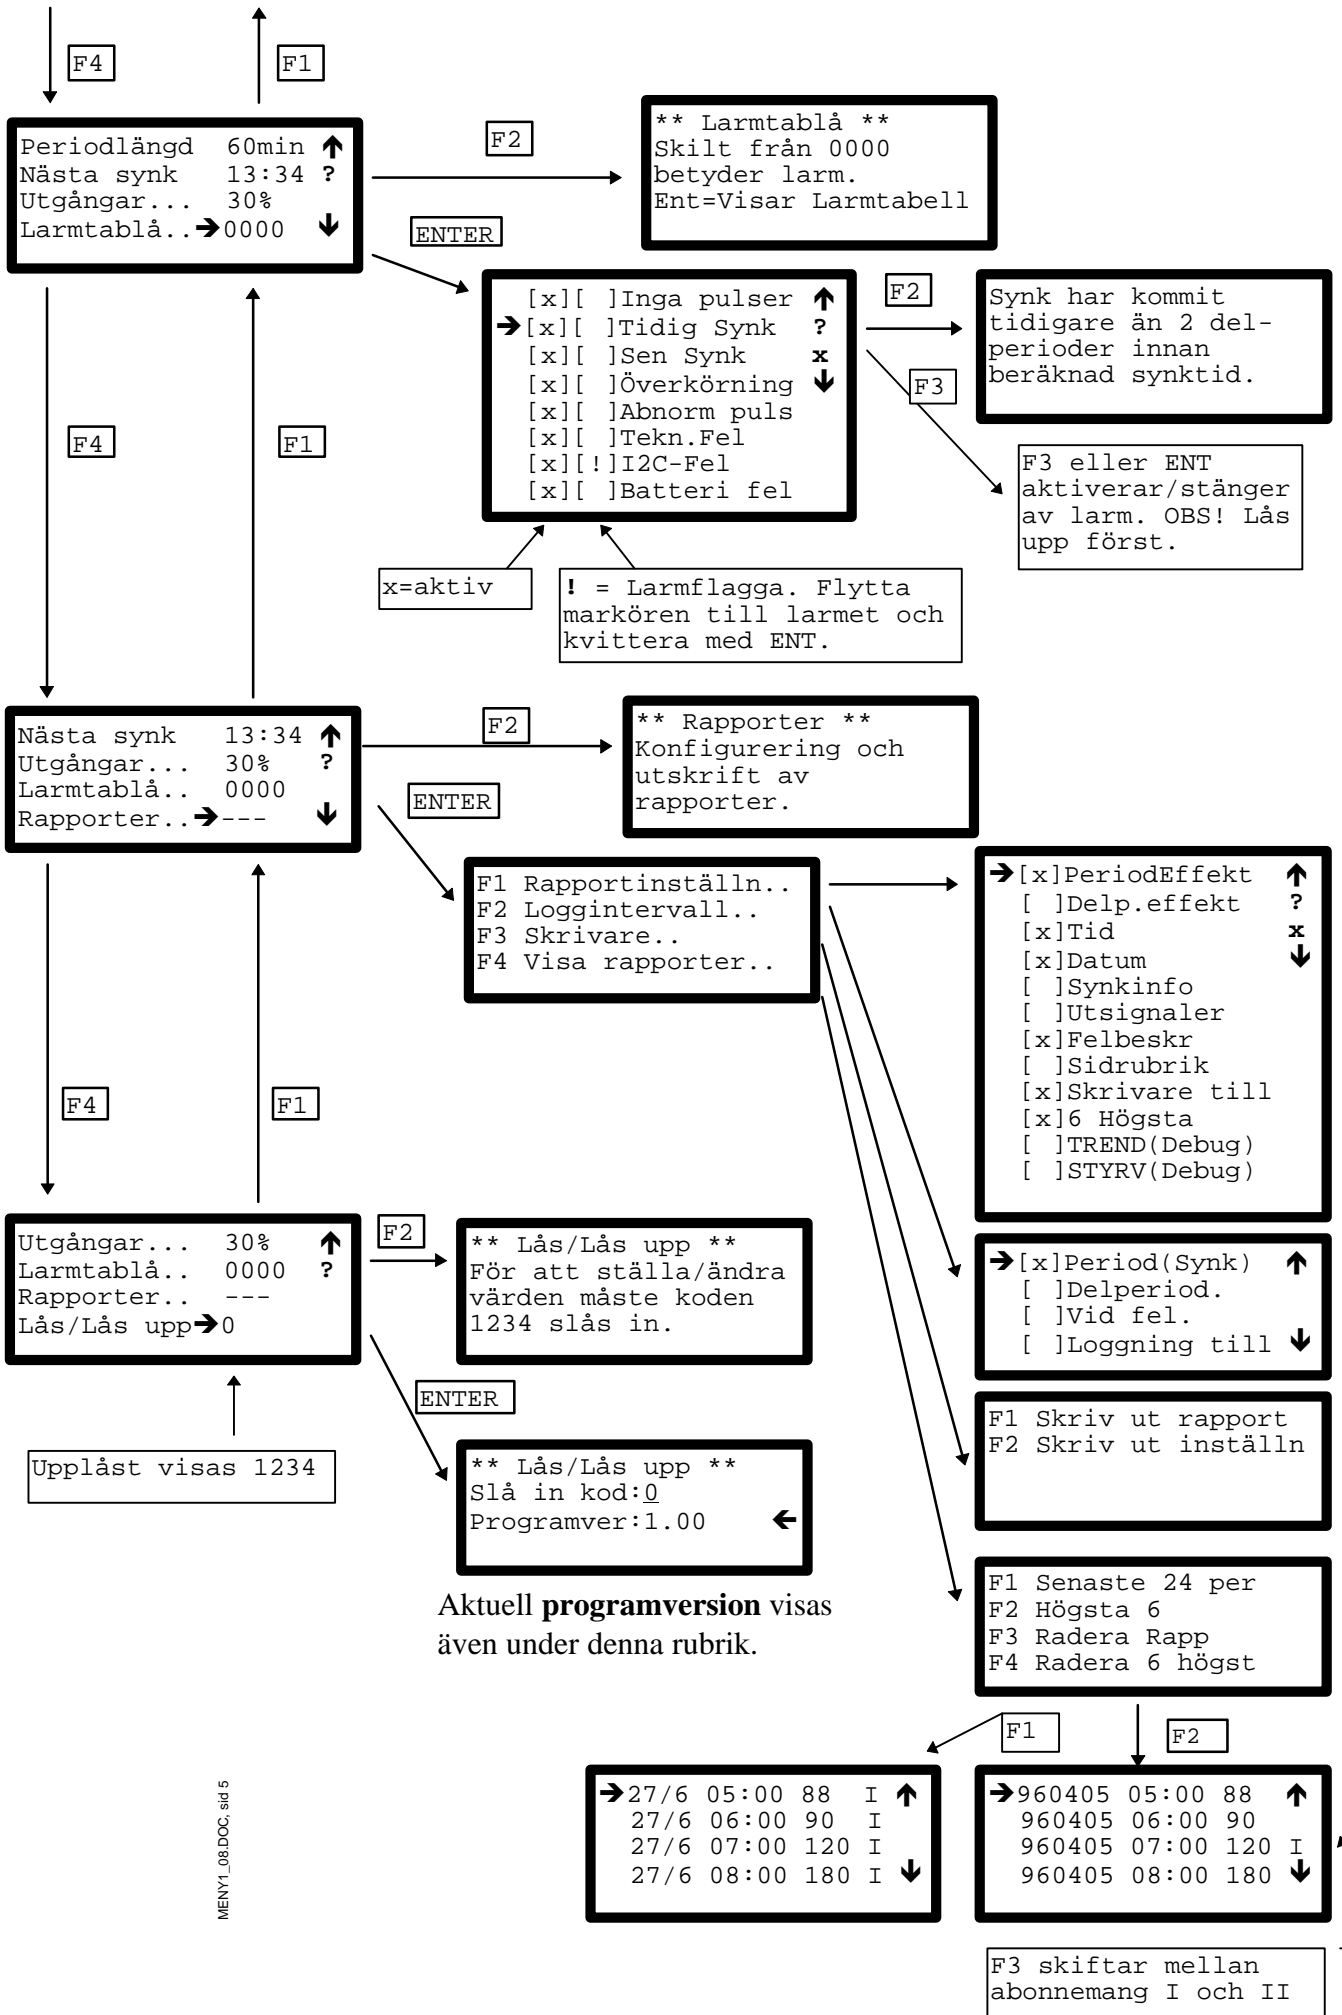 F4
F1
Periodlängd 60min ↑
Nästa synk 13:34 ?
Utgångar... 30%
Larmtablå..→0000 ↓
F2
** Larmtablå **
Skilt från 0000
betyder larm.
Ent=Visar Larmtabell
ENTER
[x][ ]Inga pulser ↑
→[x][ ]Tidig Synk ?
[x][ ]Sen Synk x
[x][ ]Överkörning ↓
[x][ ]Abnorm puls
[x][ ]Tekn.Fel
[x][!]I2C-Fel
[x][ ]Batteri fel
F2
Synk har kommit
tidigare än 2 del-
perioder innan
beräknad synktid.
F3
F3 eller ENT
aktiverar/stänger
av larm. OBS! Lås
upp först.
F4
F1
x=aktiv
! = Larmflagga. Flytta
markören till larmet och
kvittera med ENT.
Nästa synk 13:34 ↑
Utgångar... 30% ?
Larmtablå.. 0000
Rapporter..→--- ↓
F2
** Rapporter **
Konfigurering och
utskrift av
rapporter.
ENTER
F1 Rapportinställn..
F2 Loggintervall..
F3 Skrivare..
F4 Visa rapporter..
→[x]PeriodEffekt ↑
[ ]Delp.effekt ?
[x]Tid x
[x]Datum ↓
[ ]Synkinfo
[ ]Utsignaler
[x]Felbeskr
[ ]Sidrubrik
[x]Skrivare till
[x]6 Högsta
[ ]TREND(Debug)
[ ]STYRV(Debug)
F4
F1
Utgångar... 30% ↑
Larmtablå.. 0000 ?
Rapporter.. ---
Lås/Lås upp→0
F2
** Lås/Lås upp **
För att ställa/ändra
värden måste koden
1234 slås in.
→[x]Period(Synk) ↑
[ ]Delperiod.
[ ]Vid fel.
[ ]Loggning till ↓
ENTER
Upplåst visas 1234
** Lås/Lås upp **
Slå in kod:0
Programver:1.00 ←
F1 Skriv ut rapport
F2 Skriv ut inställn
Aktuell programversion visas
även under denna rubrik.
F1 Senaste 24 per
F2 Högsta 6
F3 Radera Rapp
F4 Radera 6 högst
F1
F2
→27/6 05:00 88 I ↑
27/6 06:00 90 I
27/6 07:00 120 I
27/6 08:00 180 I ↓
→960405 05:00 88 ↑
960405 06:00 90
960405 07:00 120 I
960405 08:00 180 ↓
F3 skiftar mellan
abonnemang I och II
MENY1_08.DOC, sid 5